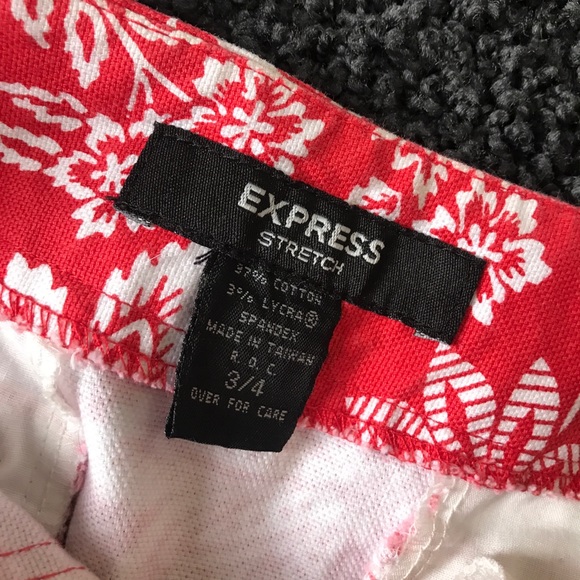 EXPRESS
STRETCH
97% COTTON
3% LYCRA®
SPANDEX
MADE IN TAIWAN
R. O. C.
3/4
OVER FOR CARE